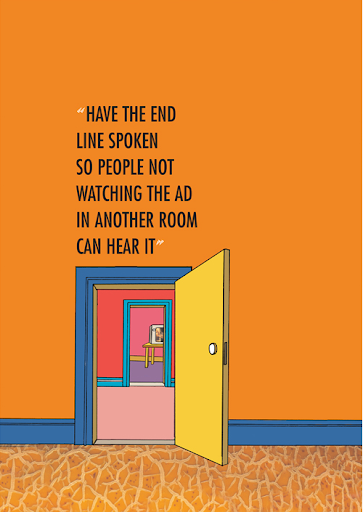 “HAVE THE END
LINE SPOKEN
SO PEOPLE NOT
WATCHING THE AD
IN ANOTHER ROOM
CAN HEAR IT”